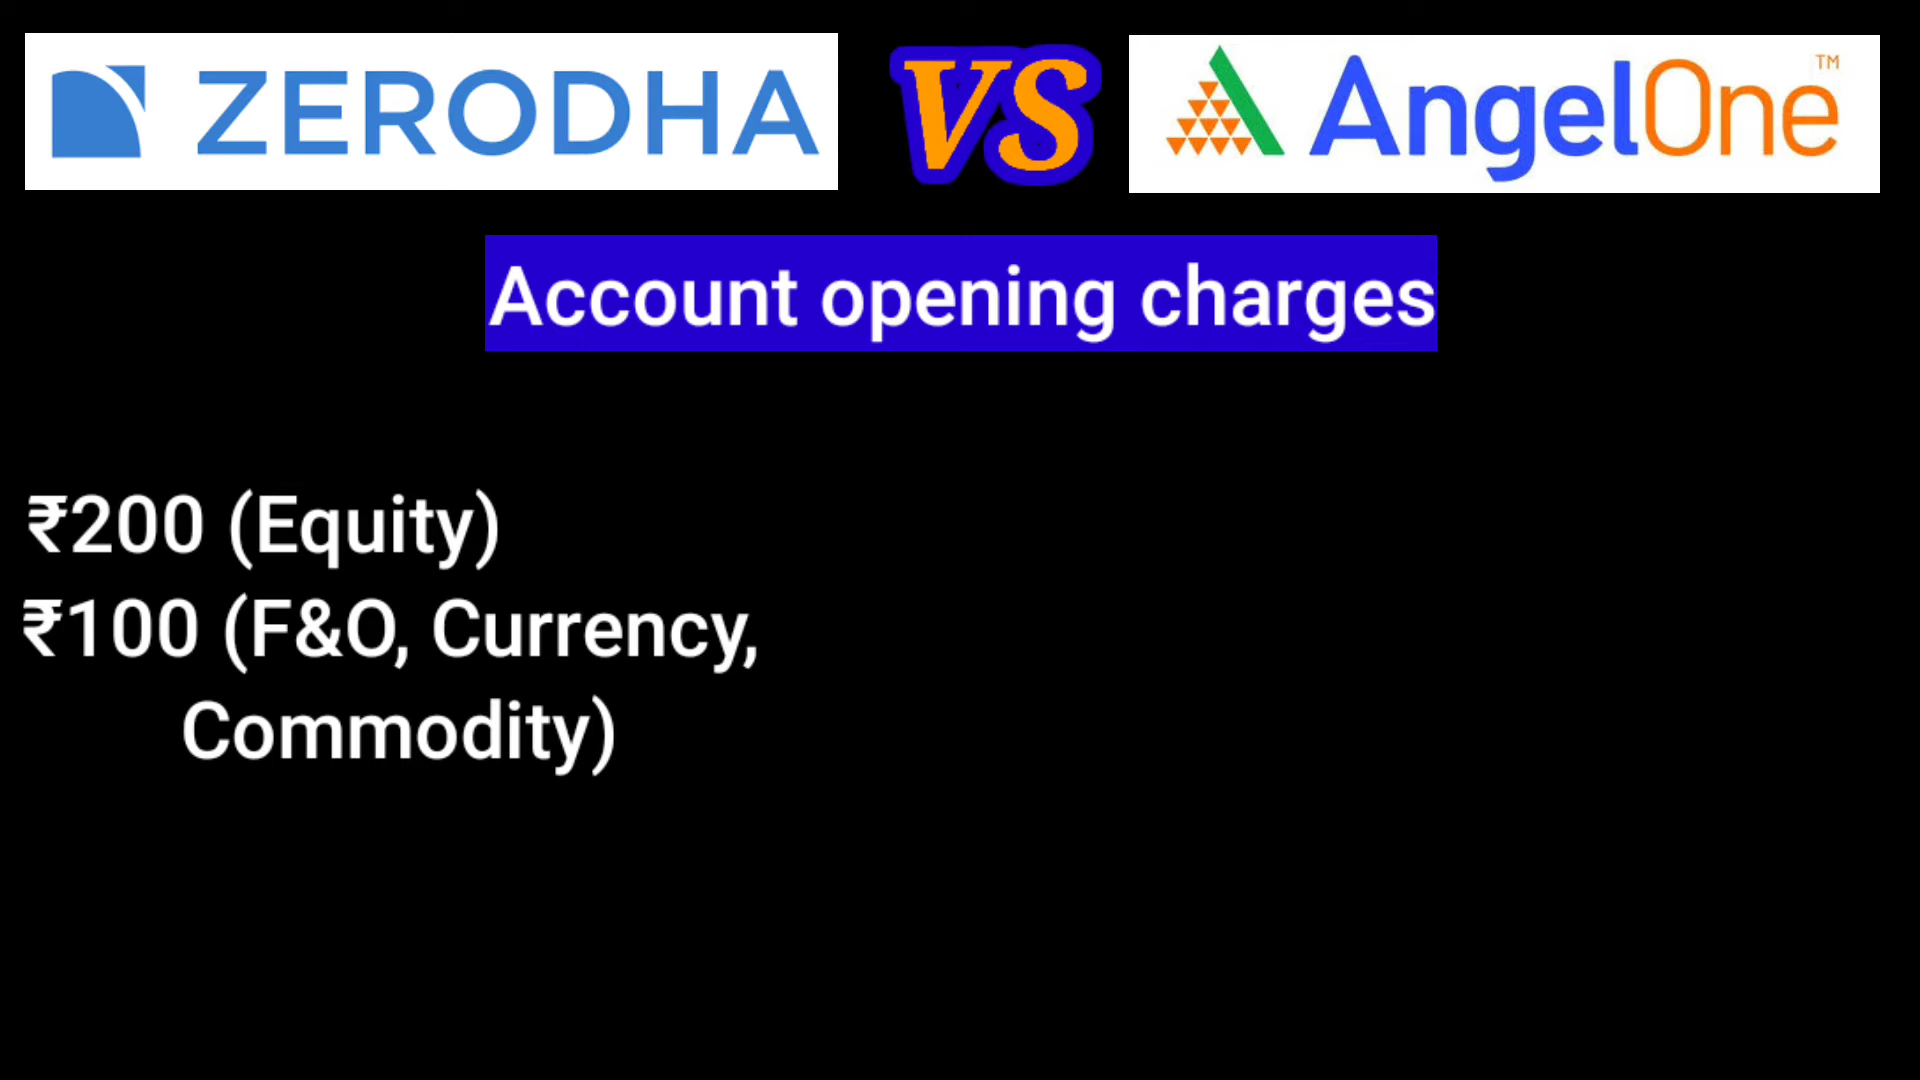 ZERODHA VS AngelOne TM
Account opening charges
₹200 (Equity)
₹100 (F&O, Currency,
Commodity)